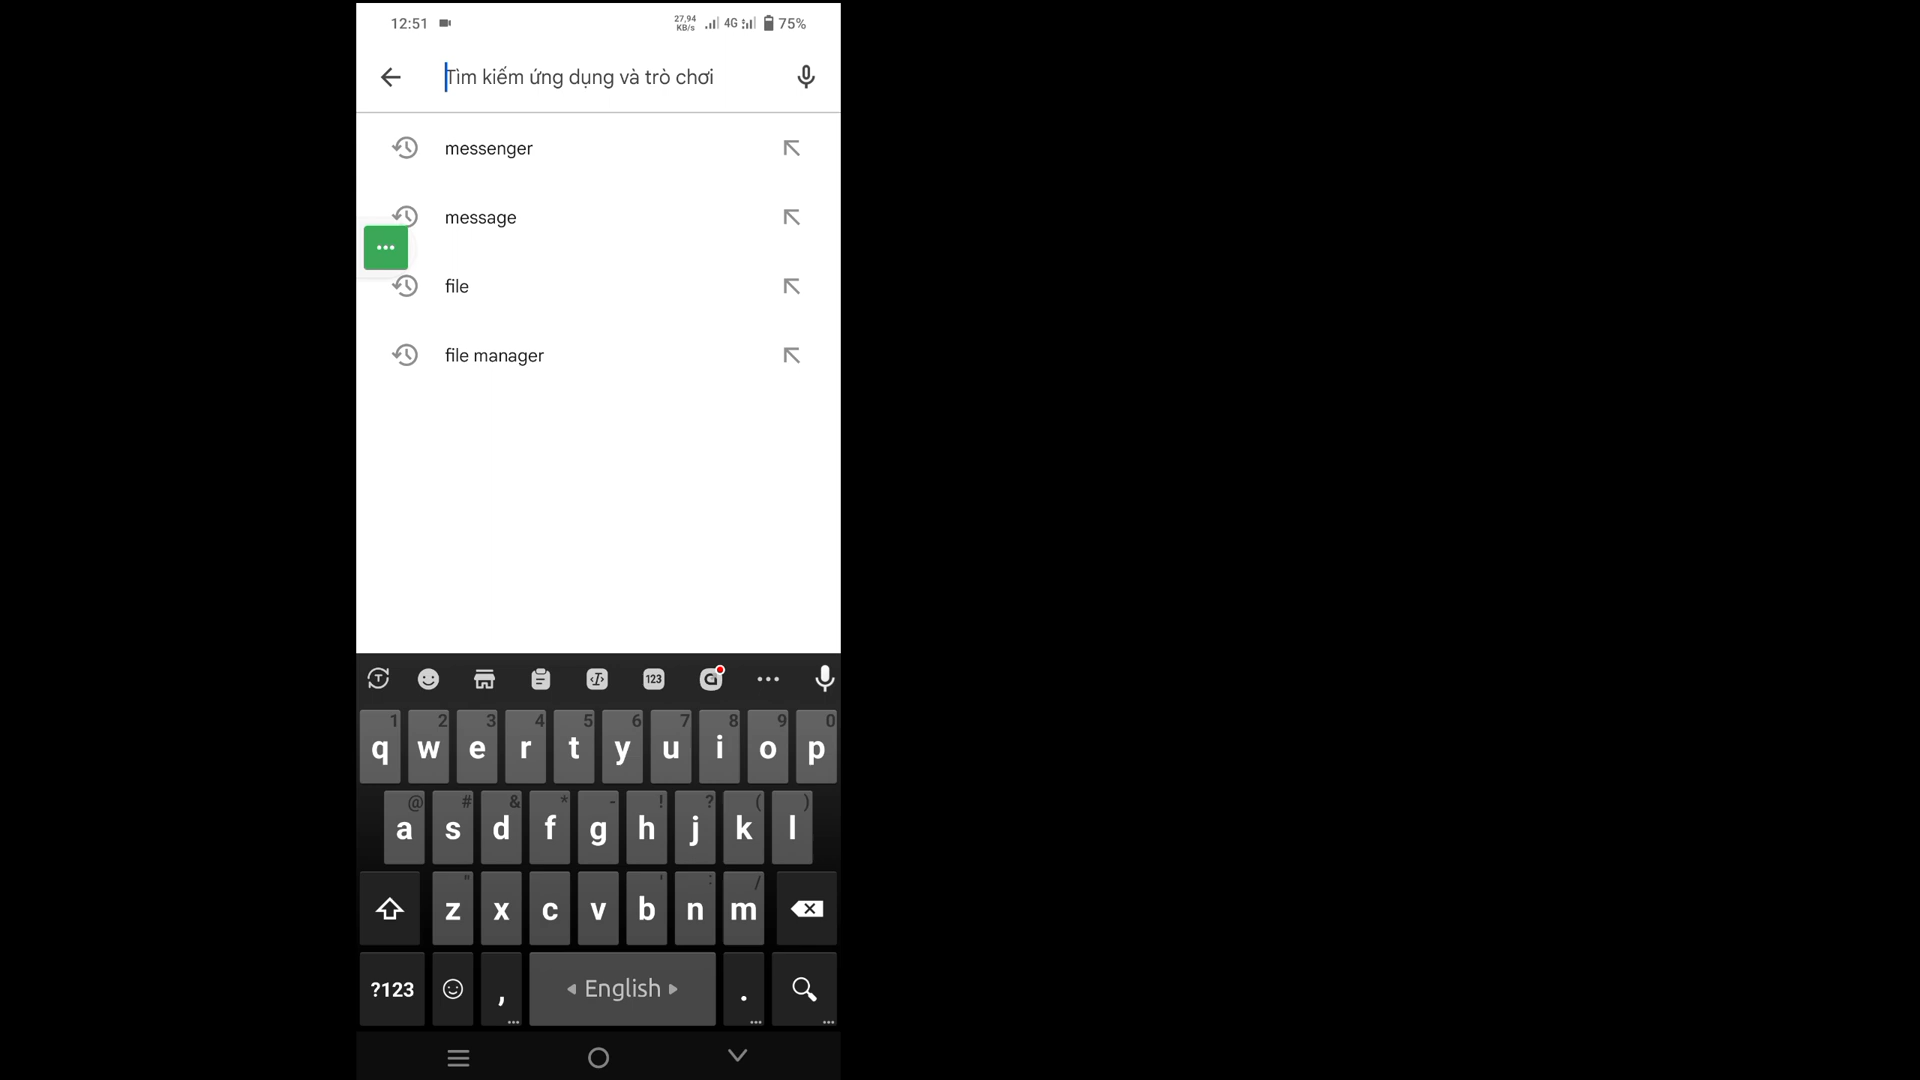 12:51 27,94 KB/s 4G 75%
Tìm kiếm ứng dụng và trò chơi
messenger
message
file
file manager
123
1 2 3 4 5 6 7 8 9 0
q w e r t y u i o p
@ # & * - ! ? ( )
a s d f g h j k l
" ' : /
z x c v b n m
?123 , English .